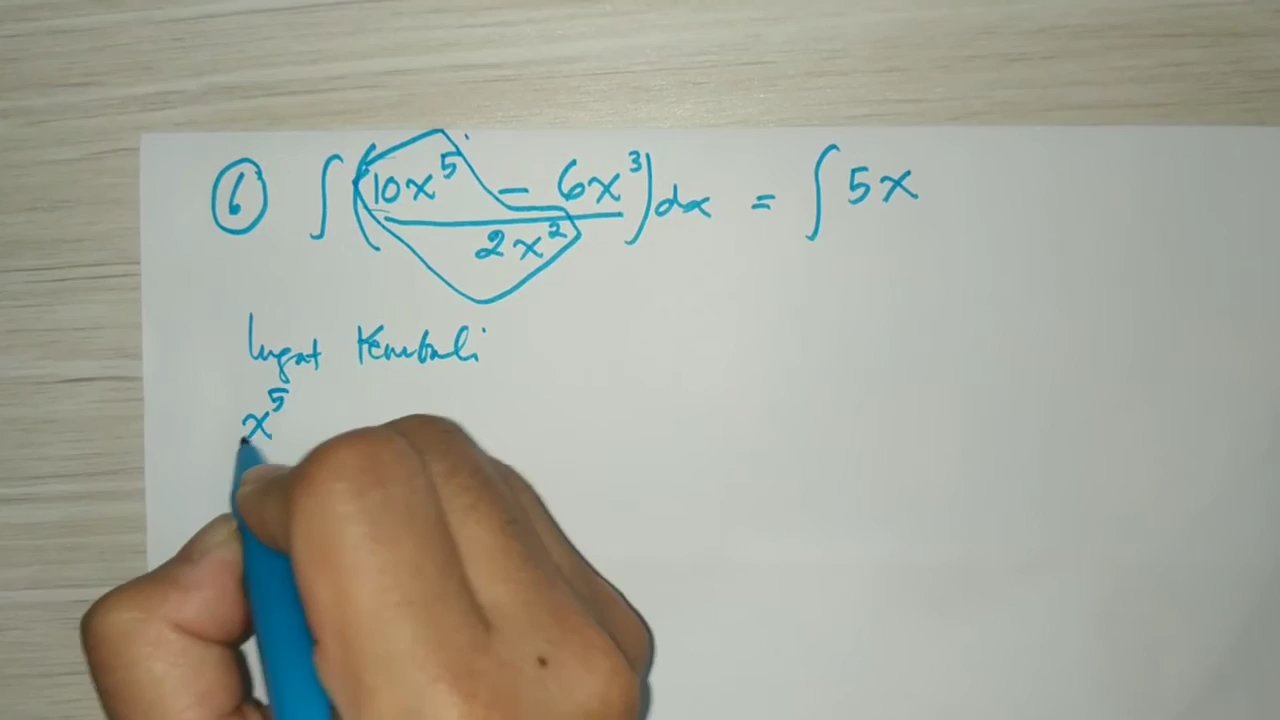 6 ∫ (10x⁵ - 6x³ / 2x²) dx = ∫ 5x
Ingat Kembali
x⁵